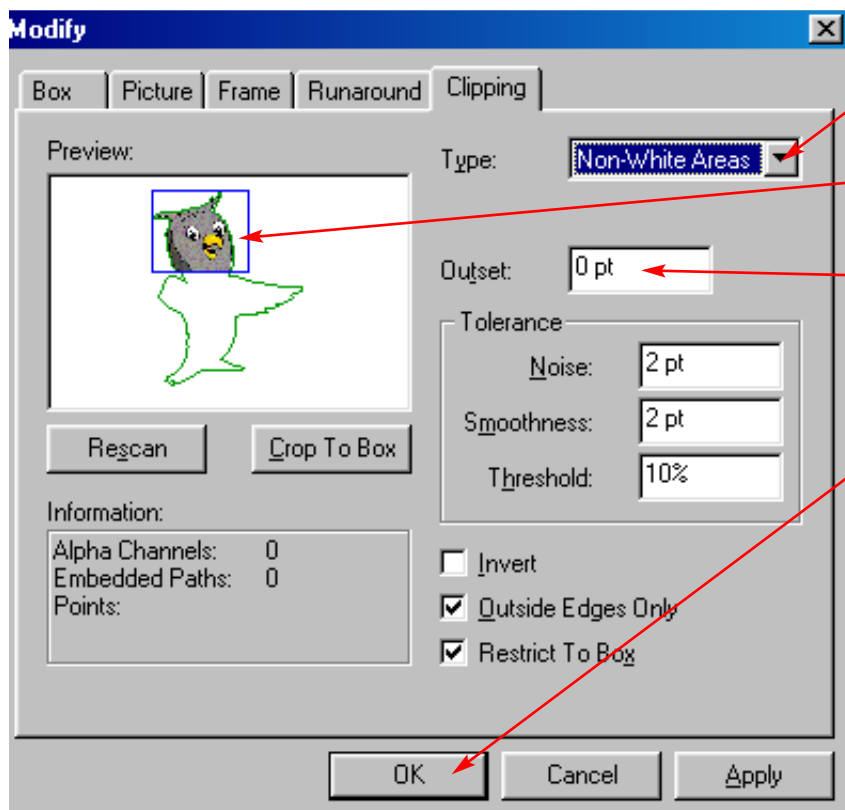 Modify
Box Picture Frame Runaround Clipping
Preview:
Type: Non-White Areas
Outset: 0 pt
Tolerance
Noise: 2 pt
Smoothness: 2 pt
Threshold: 10%
Rescan Crop To Box
Information:
Alpha Channels: 0
Embedded Paths: 0
Points:
Invert
Outside Edges Only
Restrict To Box
OK Cancel Apply